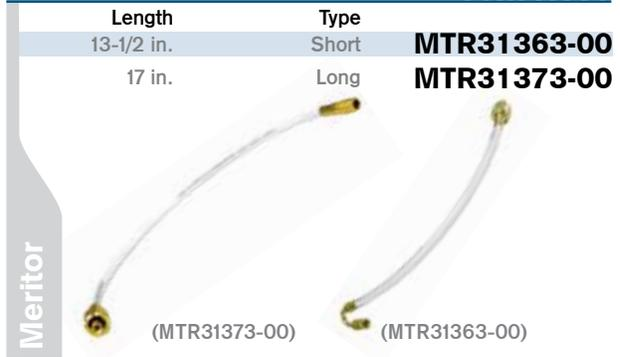 Length Type
13-1/2 in. Short MTR31363-00
17 in. Long MTR31373-00
Meritor
(MTR31373-00) (MTR31363-00)